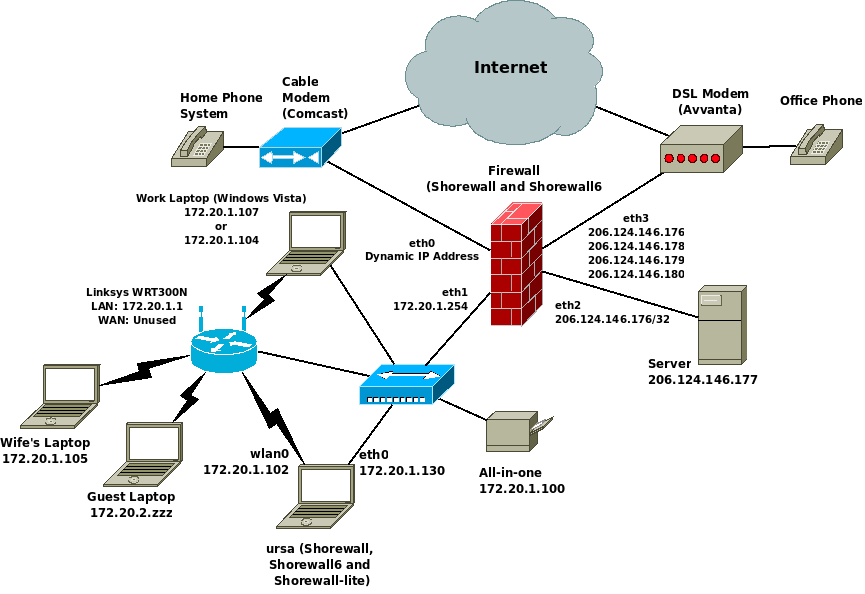 Internet
Cable
Modem
(Comcast)
Home Phone
System
DSL Modem
(Avvanta)
Office Phone
Firewall
(Shorewall and Shorewall6
Work Laptop (Windows Vista)
172.20.1.107
or
172.20.1.104
eth0
Dynamic IP Address
eth3
206.124.146.176
206.124.146.178
206.124.146.179
206.124.146.180
Linksys WRT300N
LAN: 172.20.1.1
WAN: Unused
eth1
172.20.1.254
eth2
206.124.146.176/32
Server
206.124.146.177
Wife's Laptop
172.20.1.105
Guest Laptop
172.20.2.zzz
wlan0
172.20.1.102
eth0
172.20.1.130
All-in-one
172.20.1.100
ursa (Shorewall,
Shorewall6 and
Shorewall-lite)